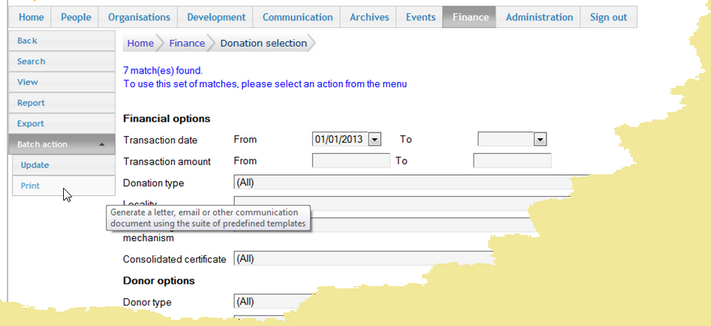 Home People Organisations Development Communication Archives Events Finance Administration Sign out
Back
Search
View
Report
Export
Batch action
Update
Print
Home Finance Donation selection
7 match(es) found.
To use this set of matches, please select an action from the menu
Financial options
Transaction date From 01/01/2013 To
Transaction amount From To
Donation type (All)
Locality
Generate a letter, email or other communication
document using the suite of predefined templates
mechanism
Consolidated certificate (All)
Donor options
Donor type (All)